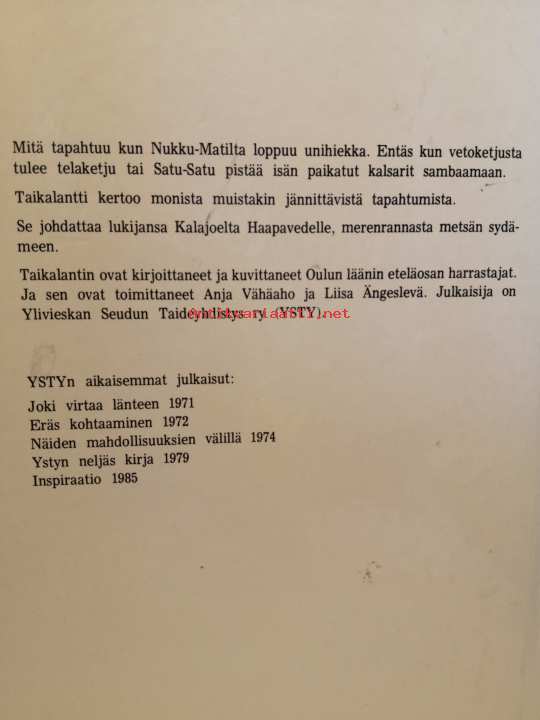 Mitä tapahtuu kun Nukku-Matilta loppuu unihiekka. Entäs kun vetoketjusta
tulee telaketju tai Satu-Satu pistää isän paikatut kalsarit sambaamaan.
Taikalantti kertoo monista muistakin jännittävistä tapahtumista.
Se johdattaa lukijansa Kalajoelta Haapavedelle, merenrannasta metsän sydä-
meen.
Taikalantin ovat kirjoittaneet ja kuvittaneet Oulun läänin eteläosan harrastajat.
Ja sen ovat toimittaneet Anja Vähäaho ja Liisa Ängeslevä. Julkaisija on
Ylivieskan Seudun Taideyhdistys ry (YSTY).
Antikvariaatti.net
YSTYn aikaisemmat julkaisut:
Joki virtaa länteen 1971
Eräs kohtaaminen 1972
Näiden mahdollisuuksien välillä 1974
Ystyn neljäs kirja 1979
Inspiraatio 1985